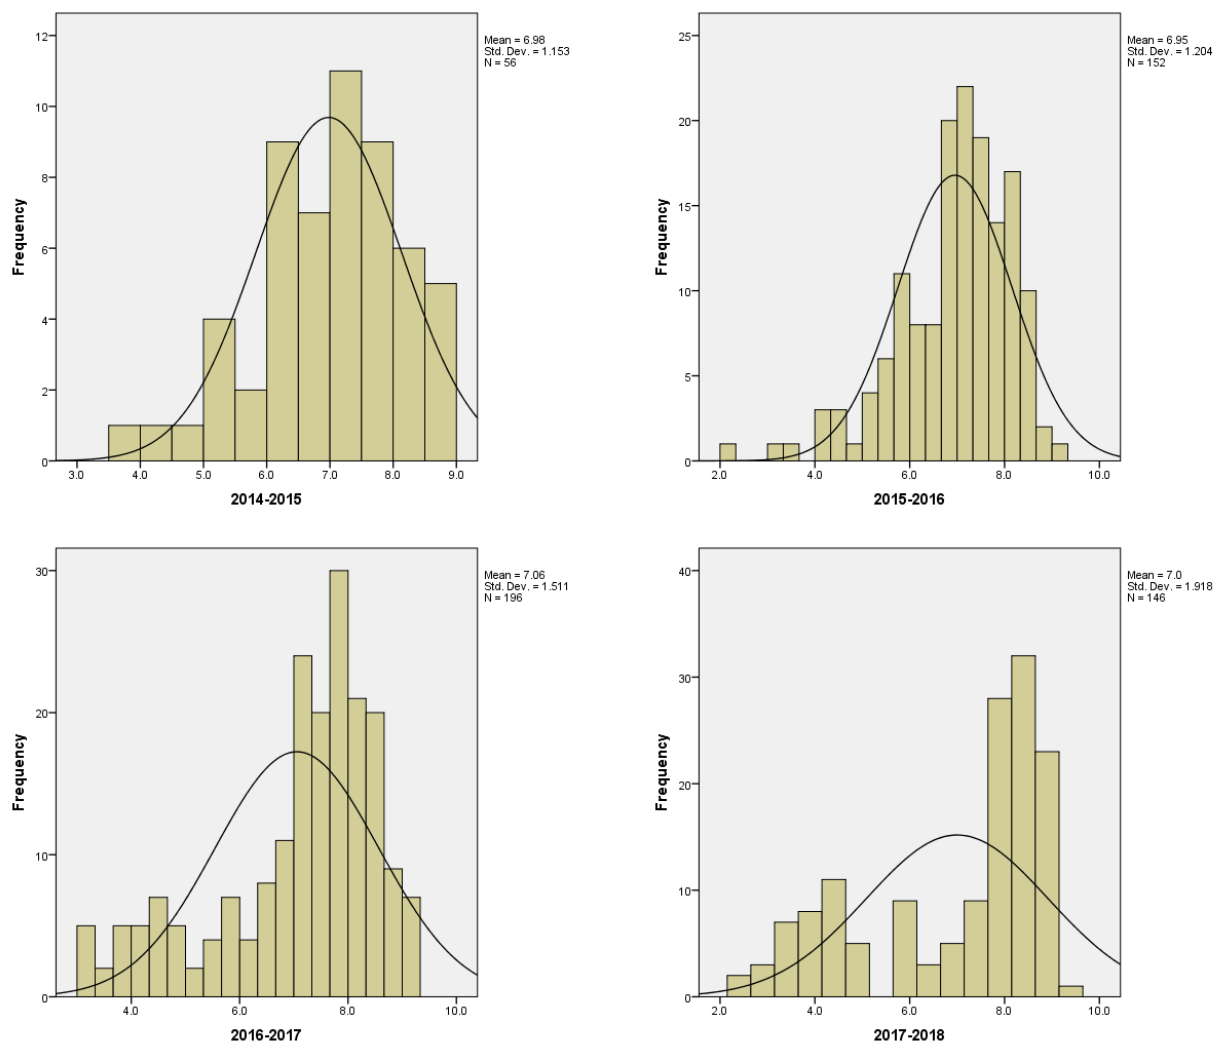 12
10
8
6
4
2
0
Frequency
3.0 4.0 5.0 6.0 7.0 8.0 9.0
2014-2015
Mean = 6.98
Std. Dev. = 1.153
N = 56
25
20
15
10
5
0
Frequency
2.0 4.0 6.0 8.0 10.0
2015-2016
Mean = 6.95
Std. Dev. = 1.204
N = 152
30
20
10
0
Frequency
4.0 6.0 8.0 10.0
2016-2017
Mean = 7.06
Std. Dev. = 1.511
N = 196
40
30
20
10
0
Frequency
2.0 4.0 6.0 8.0 10.0
2017-2018
Mean = 7.0
Std. Dev. = 1.918
N = 146